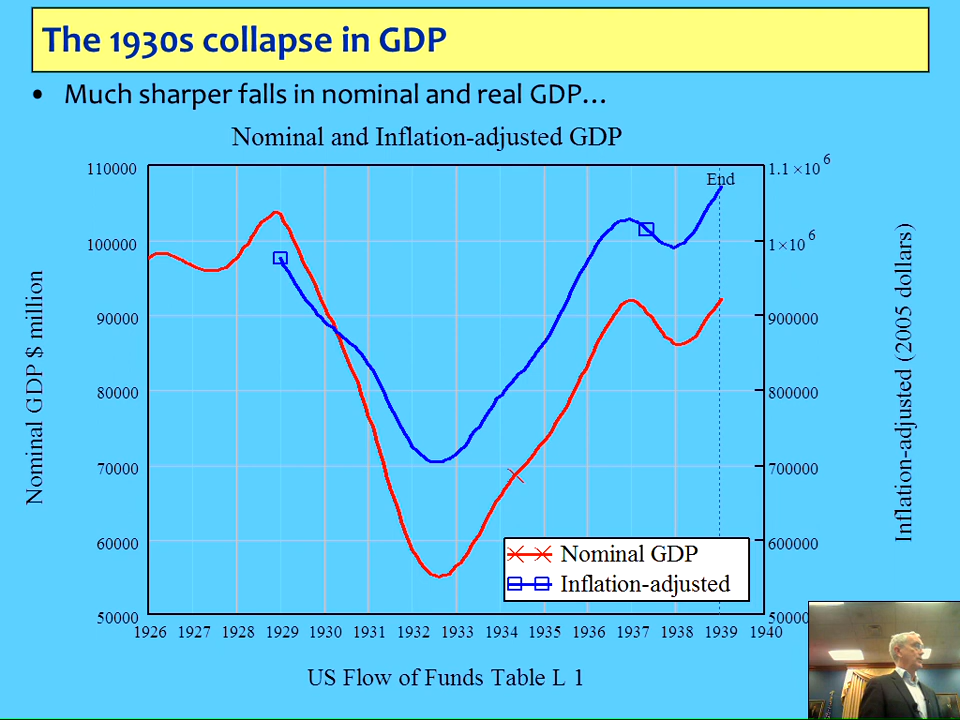 The 1930s collapse in GDP
• Much sharper falls in nominal and real GDP...
Nominal and Inflation-adjusted GDP
110000
100000
90000
80000
70000
60000
50000
Nominal GDP $ million
End
1.1 ×10 6
1×10 6
900000
800000
700000
600000
50000
Inflation-adjusted (2005 dollars)
Nominal GDP
Inflation-adjusted
1926 1927 1928 1929 1930 1931 1932 1933 1934 1935 1936 1937 1938 1939 1940
US Flow of Funds Table L 1